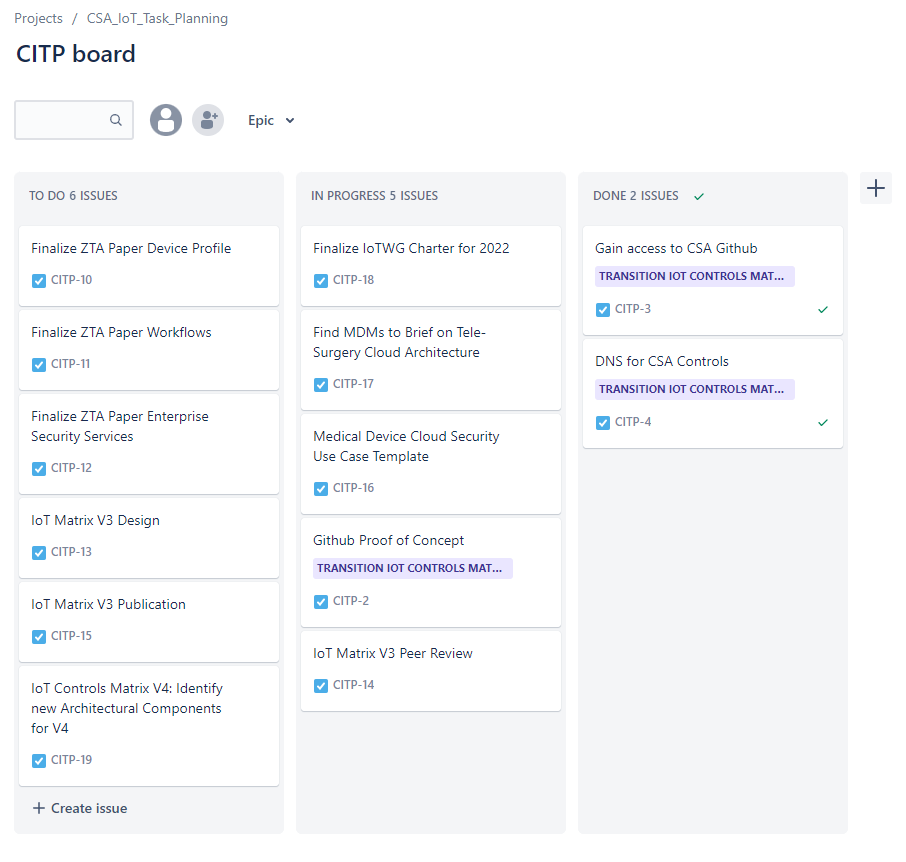 Projects / CSA_IoT_Task_Planning
CITP board
Epic
TO DO 6 ISSUES
Finalize ZTA Paper Device Profile
CITP-10
Finalize ZTA Paper Workflows
CITP-11
Finalize ZTA Paper Enterprise
Security Services
CITP-12
IoT Matrix V3 Design
CITP-13
IoT Matrix V3 Publication
CITP-15
IoT Controls Matrix V4: Identify
new Architectural Components
for V4
CITP-19
+ Create issue
IN PROGRESS 5 ISSUES
Finalize IoTWG Charter for 2022
CITP-18
Find MDMs to Brief on Tele-
Surgery Cloud Architecture
CITP-17
Medical Device Cloud Security
Use Case Template
CITP-16
Github Proof of Concept
TRANSITION IOT CONTROLS MAT...
CITP-2
IoT Matrix V3 Peer Review
CITP-14
DONE 2 ISSUES
Gain access to CSA Github
TRANSITION IOT CONTROLS MAT...
CITP-3
DNS for CSA Controls
TRANSITION IOT CONTROLS MAT...
CITP-4